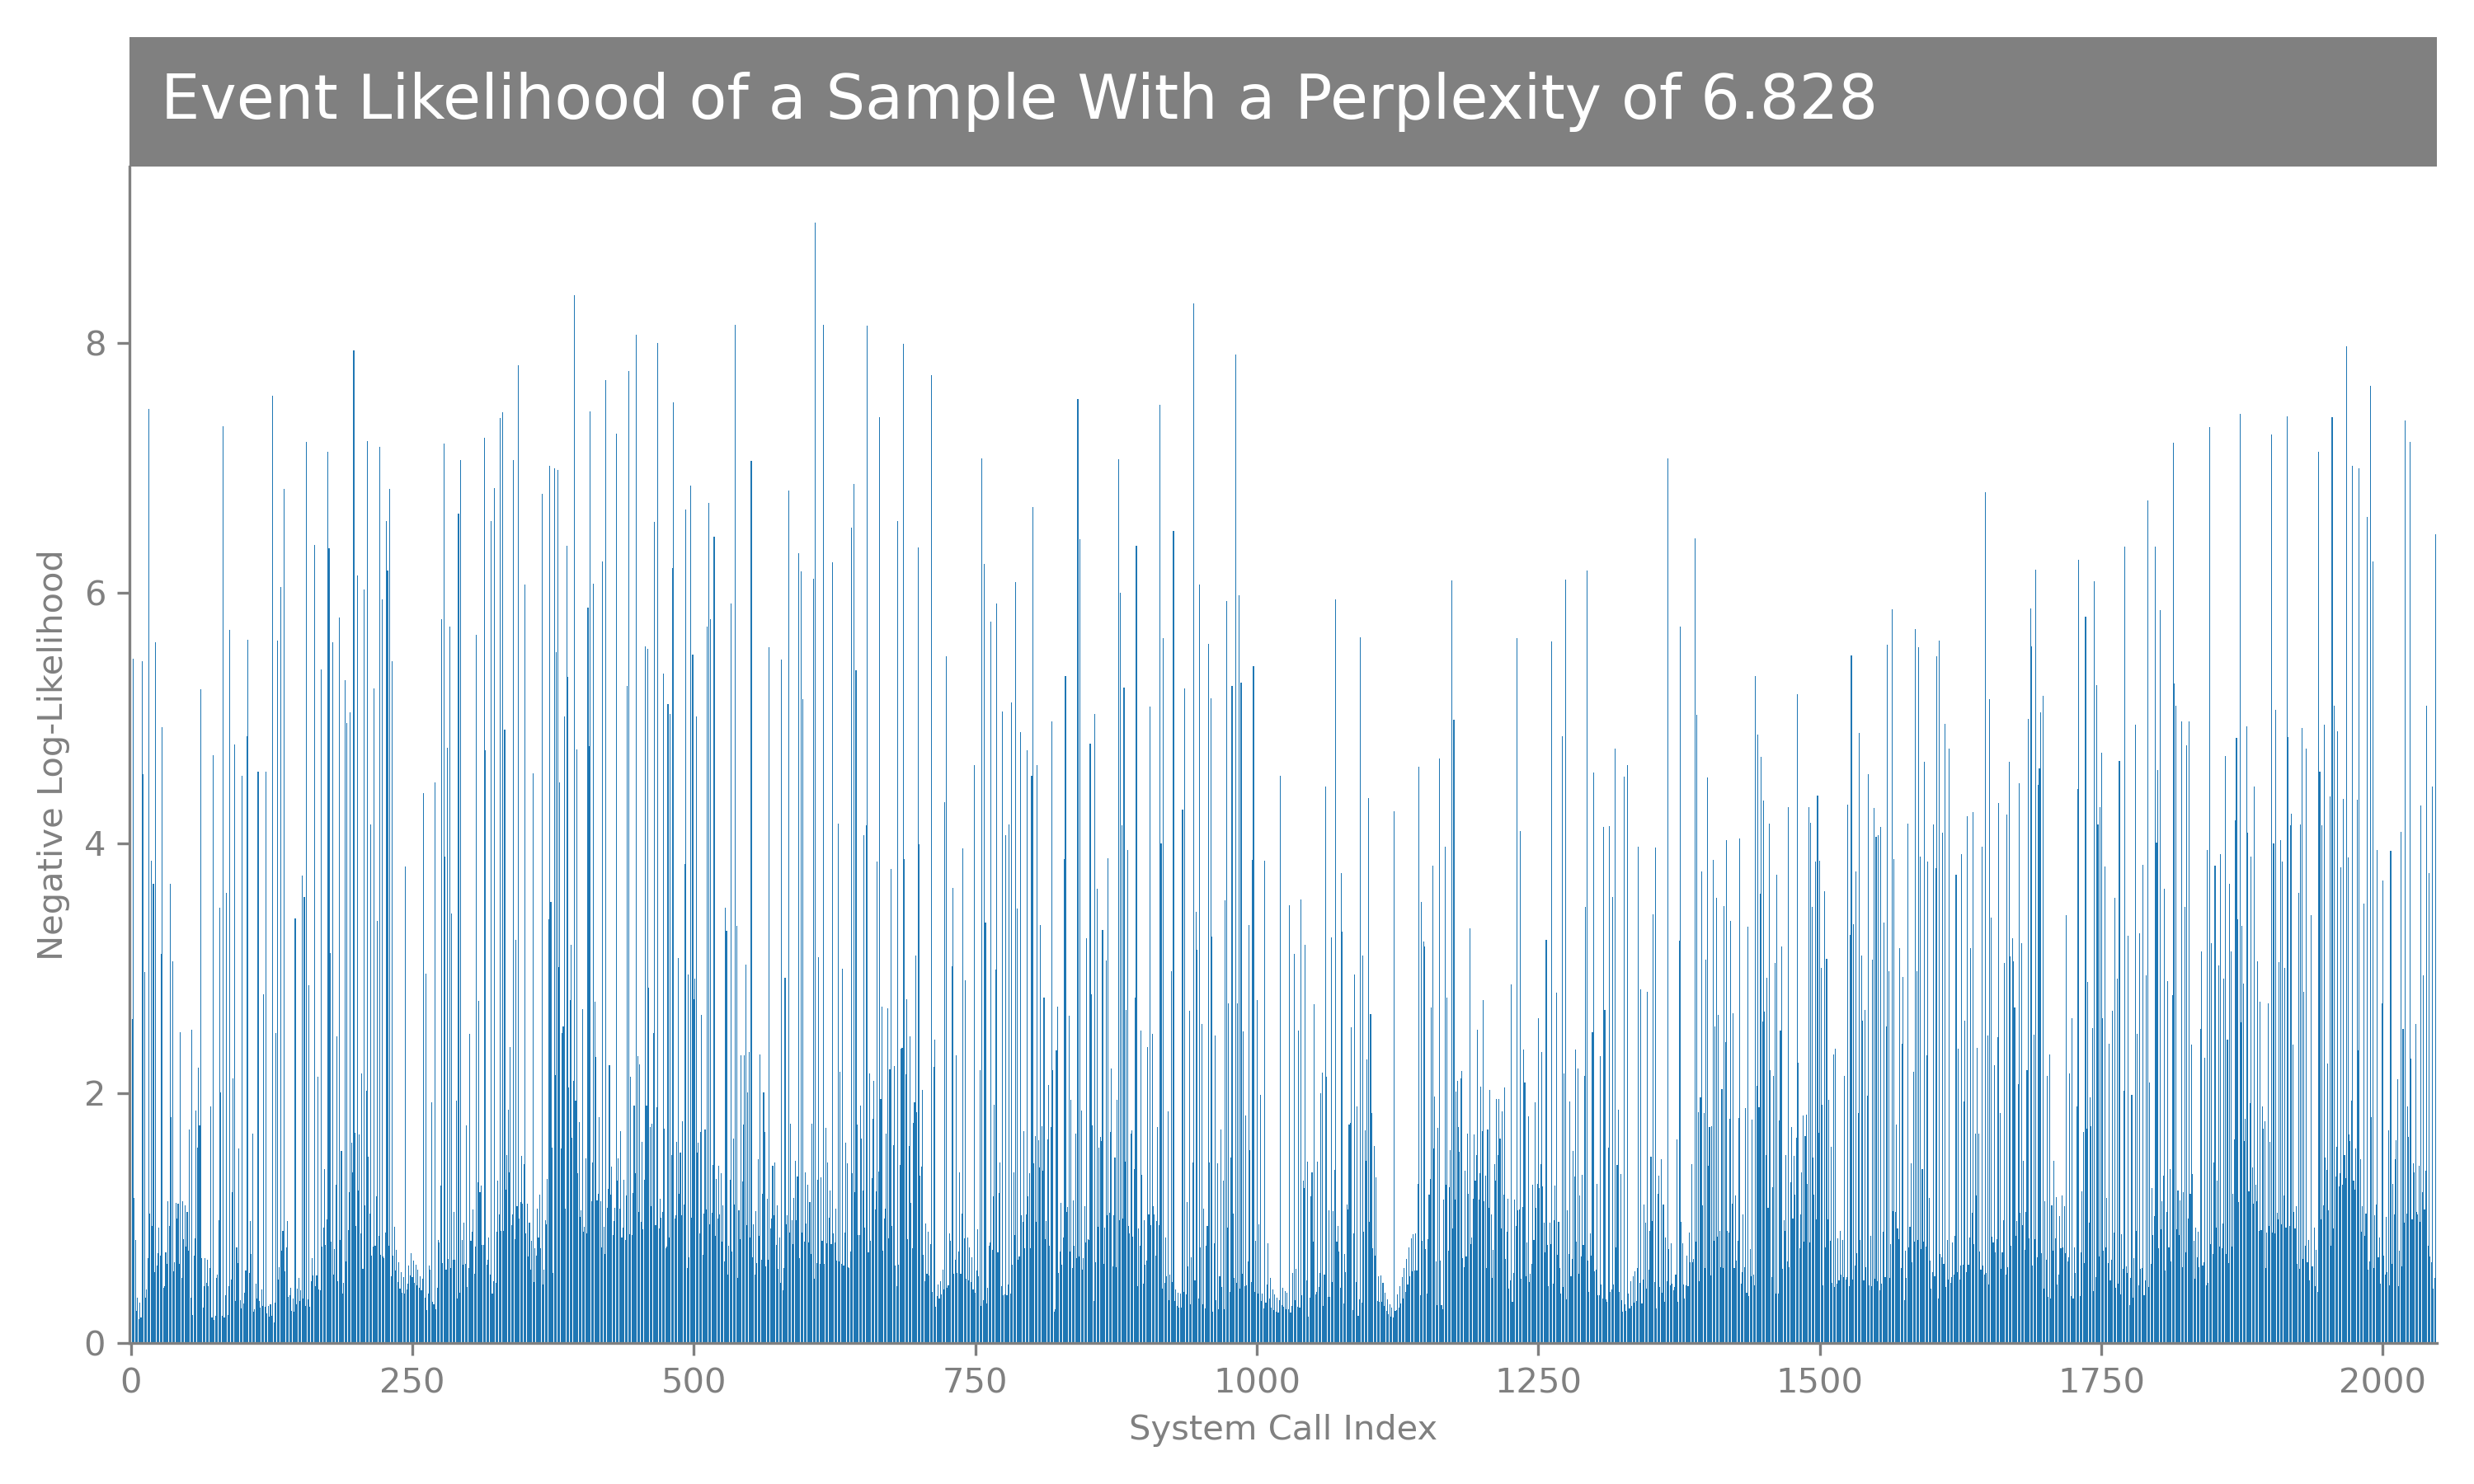 Event Likelihood of a Sample With a Perplexity of 6.828
Negative Log-Likelihood
8
6
4
2
0
0 250 500 750 1000 1250 1500 1750 2000
System Call Index